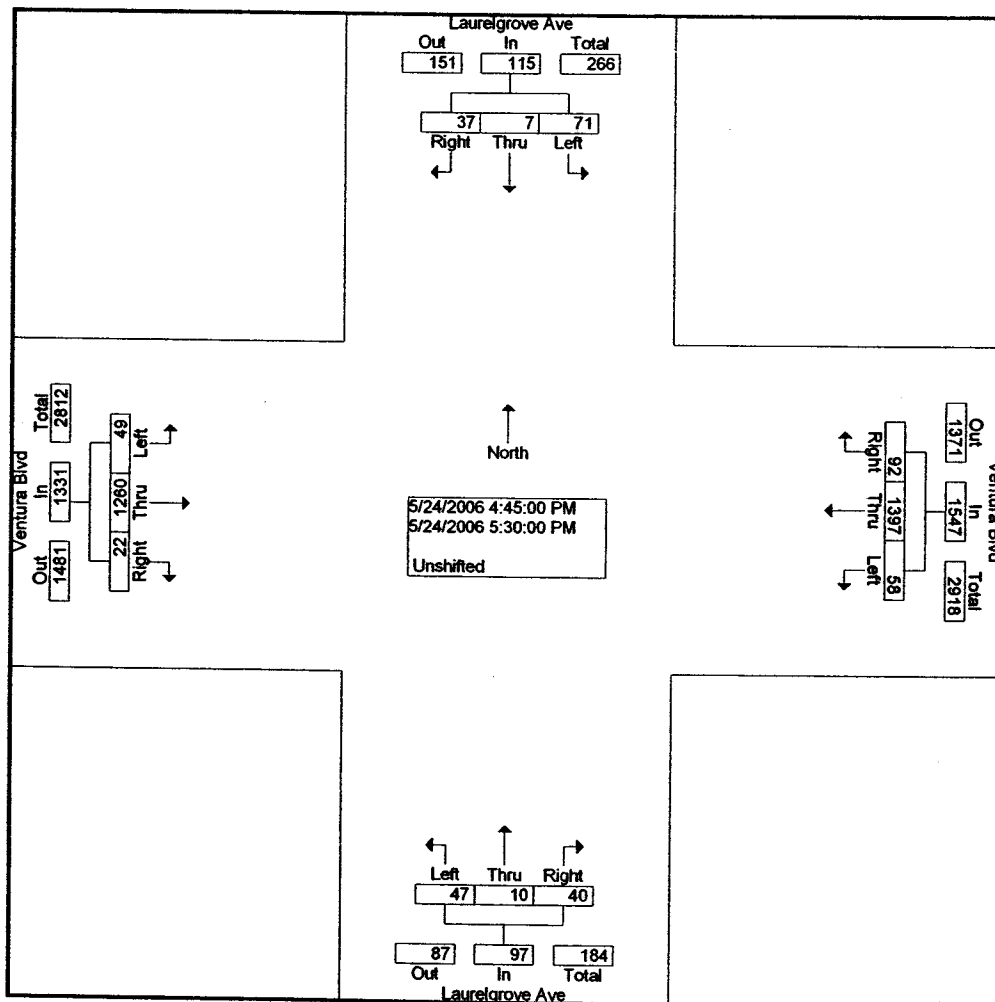 Laurelgrove Ave
Out In Total
151 115 266
37 7 71
Right Thru Left
Ventura Blvd
Total In Out
2812 1331 1481
49 1260 22
Left Thru Right
North
5/24/2006 4:45:00 PM
5/24/2006 5:30:00 PM
Unshifted
Right Thru Left
92 1397 58
Out In Total
1371 1547 2918
Ventura Blvd
Left Thru Right
47 10 40
87 97 184
Out In Total
Laurelgrove Ave